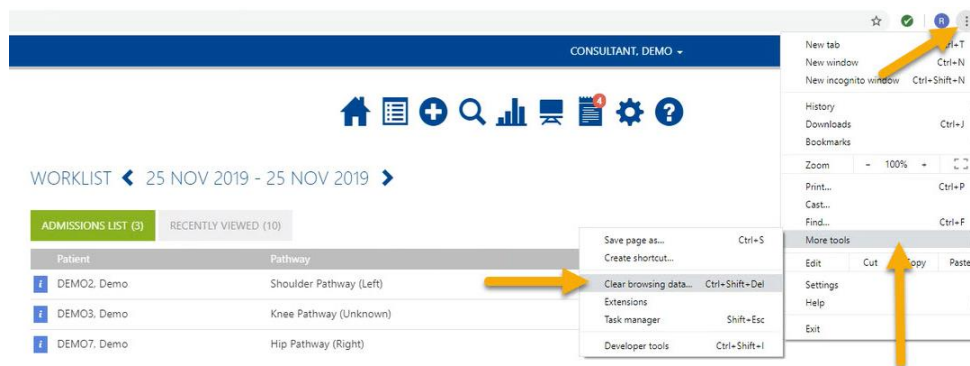 R
CONSULTANT, DEMO
4
WORKLIST 25 NOV 2019 - 25 NOV 2019
ADMISSIONS LIST (3) RECENTLY VIEWED (10)
Patient Pathway
i DEMO2, Demo Shoulder Pathway (Left)
i DEMO3, Demo Knee Pathway (Unknown)
i DEMO7, Demo Hip Pathway (Right)
Save page as... Ctrl+S
Create shortcut...
Clear browsing data... Ctrl+Shift+Del
Extensions
Task manager Shift+Esc
Developer tools Ctrl+Shift+I
New tab
New window Ctrl+N
New incognito window Ctrl+Shift+N
History
Downloads Ctrl+J
Bookmarks
Zoom - 100% +
Print... Ctrl+P
Cast...
Find... Ctrl+F
More tools
Edit Cut Copy Paste
Settings
Help
Exit